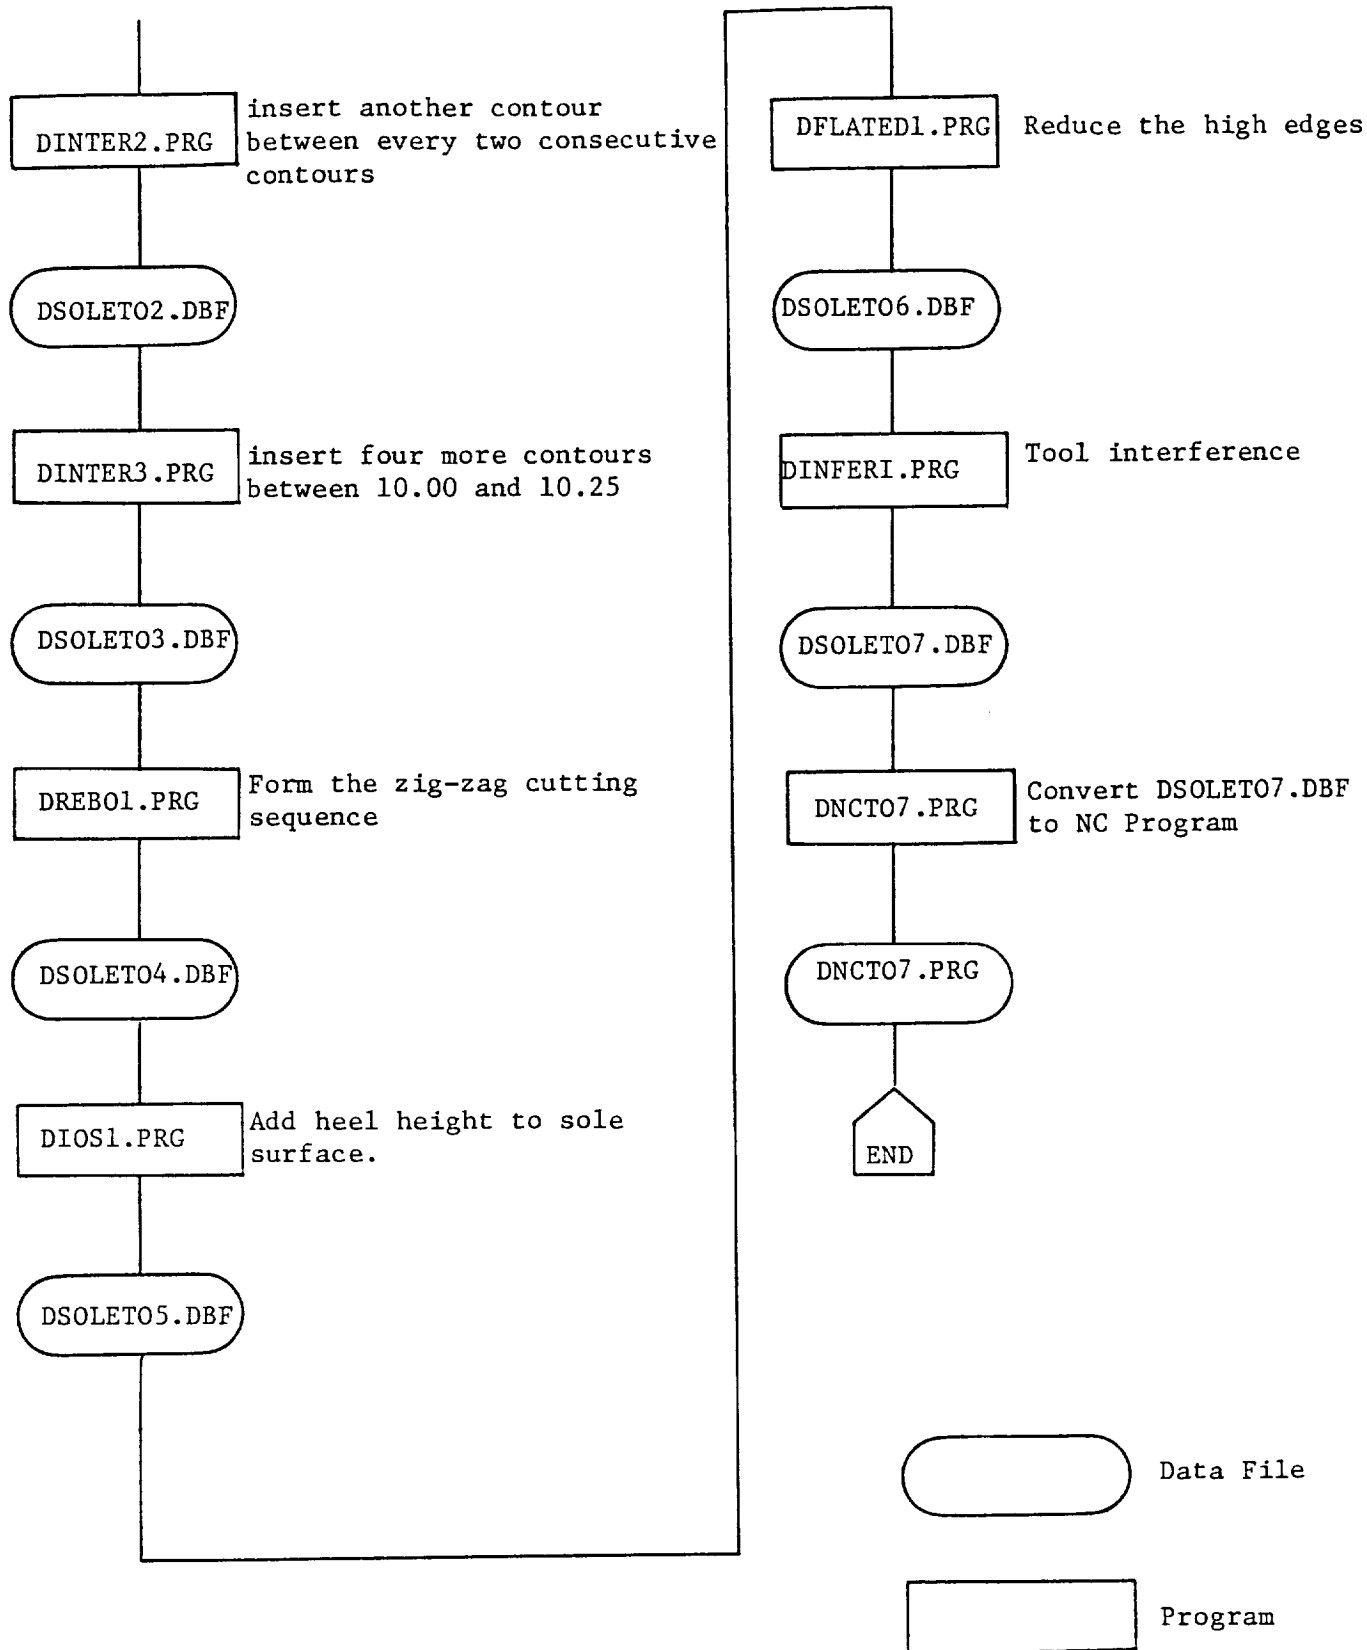 insert another contour
DINTER2.PRG between every two consecutive
contours
DSOLETO2.DBF
DINTER3.PRG insert four more contours
between 10.00 and 10.25
DSOLETO3.DBF
DREBO1.PRG Form the zig-zag cutting
sequence
DSOLETO4.DBF
DIOS1.PRG Add heel height to sole
surface.
DSOLETO5.DBF
DFLATED1.PRG Reduce the high edges
DSOLETO6.DBF
DINFERI.PRG Tool interference
DSOLETO7.DBF
DNCTO7.PRG Convert DSOLETO7.DBF
to NC Program
DNCTO7.PRG
END
Data File
Program